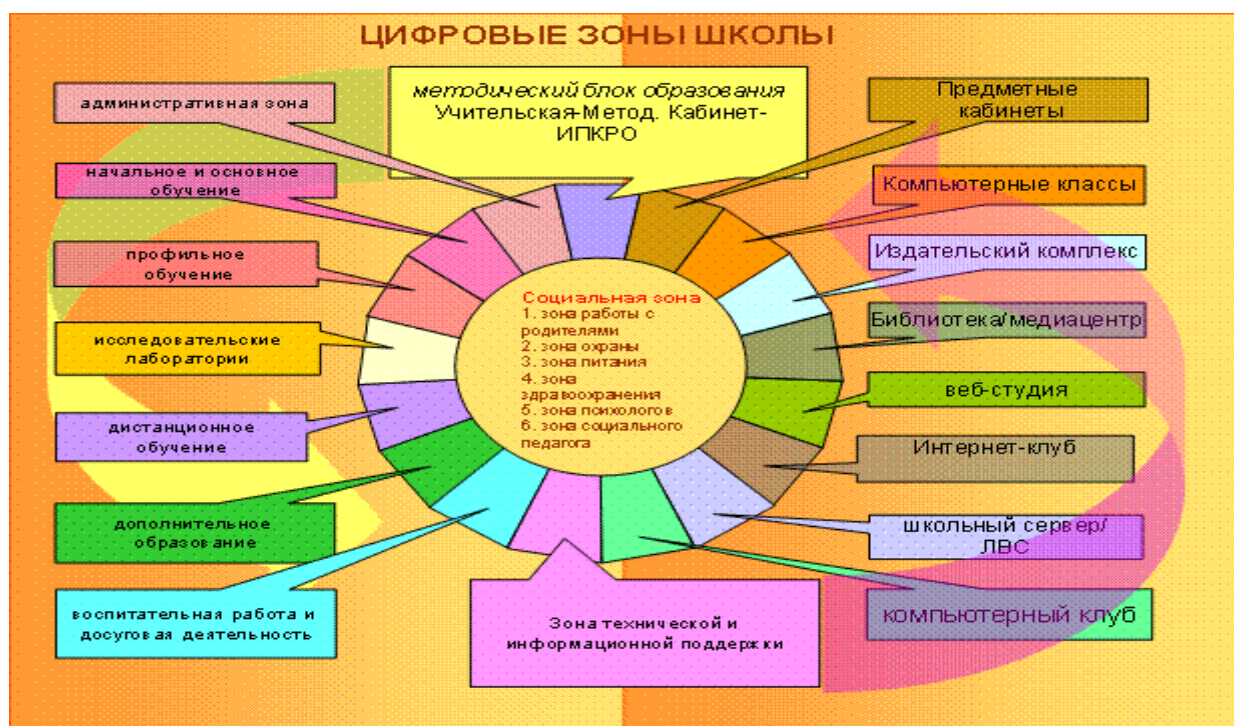 ЦИФРОВЫЕ ЗОНЫ ШКОЛЫ
методический блок образования
Учительская-Метод. Кабинет-
ИПКРО
административная зона
начальное и основное
обучение
профильное
обучение
исследовательские
лаборатории
дистанционное
обучение
дополнительное
образование
воспитательная работа и
досуговая деятельность
Социальная зона
1. зона работы с
родителями
2. зона охраны
3. зона питания
4. зона
здравоохранения
5. зона психологов
6. зона социального
педагога
Зона технической и
информационной поддержки
Предметные
кабинеты
Компьютерные классы
Издательский комплекс
Библиотека/медиацентр
веб-студия
Интернет-клуб
школьный сервер/
ЛВС
компьютерный клуб